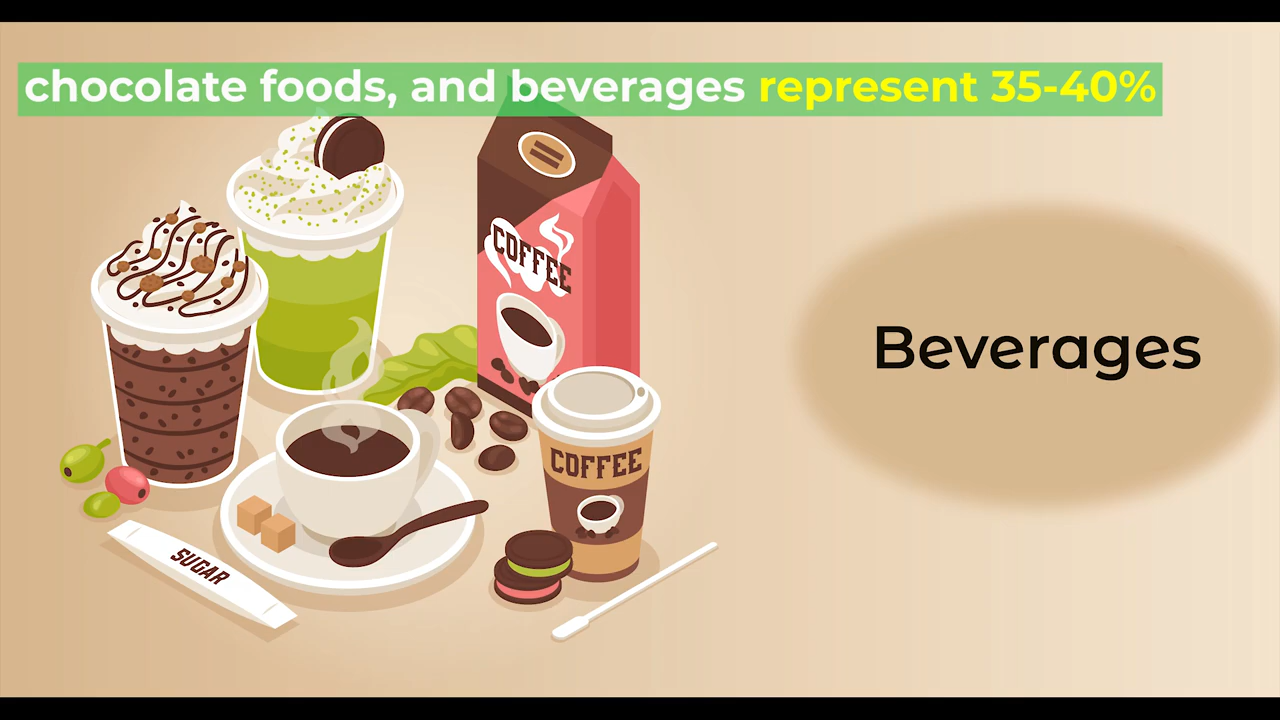 chocolate foods, and beverages represent 35-40%
COFFEE
Beverages
COFFEE
SUGAR